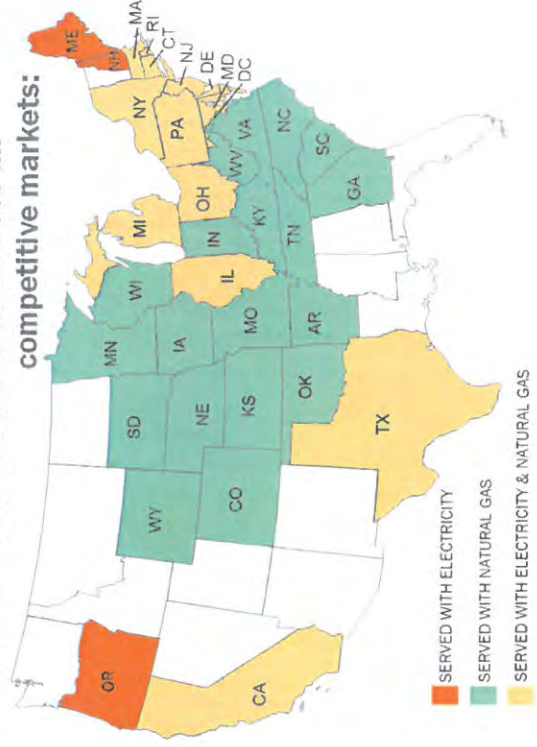 competitive markets:
ME
NH
MA
RI
CT
NY
NJ
PA
DE
MD
DC
MI
OH
WV
VA
IN
KY
NC
WI
IL
TN
SC
MN
IA
MO
AR
GA
SD
NE
KS
OK
WY
CO
TX
OR
CA
SERVED WITH ELECTRICITY
SERVED WITH NATURAL GAS
SERVED WITH ELECTRICITY & NATURAL GAS